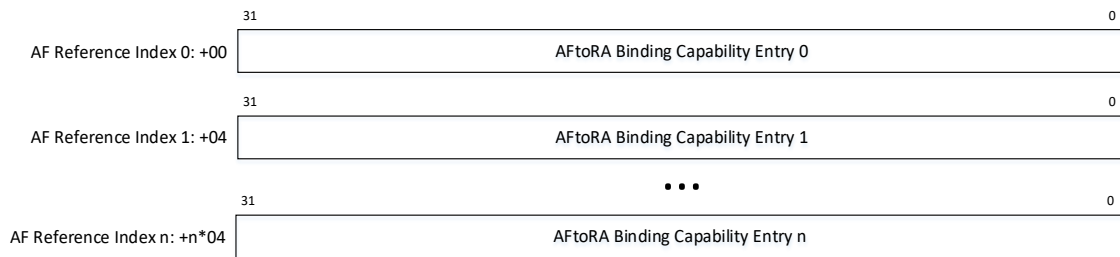 31 0
AF Reference Index 0: +00 AFtoRA Binding Capability Entry 0
31 0
AF Reference Index 1: +04 AFtoRA Binding Capability Entry 1
...
31 0
AF Reference Index n: +n*04 AFtoRA Binding Capability Entry n